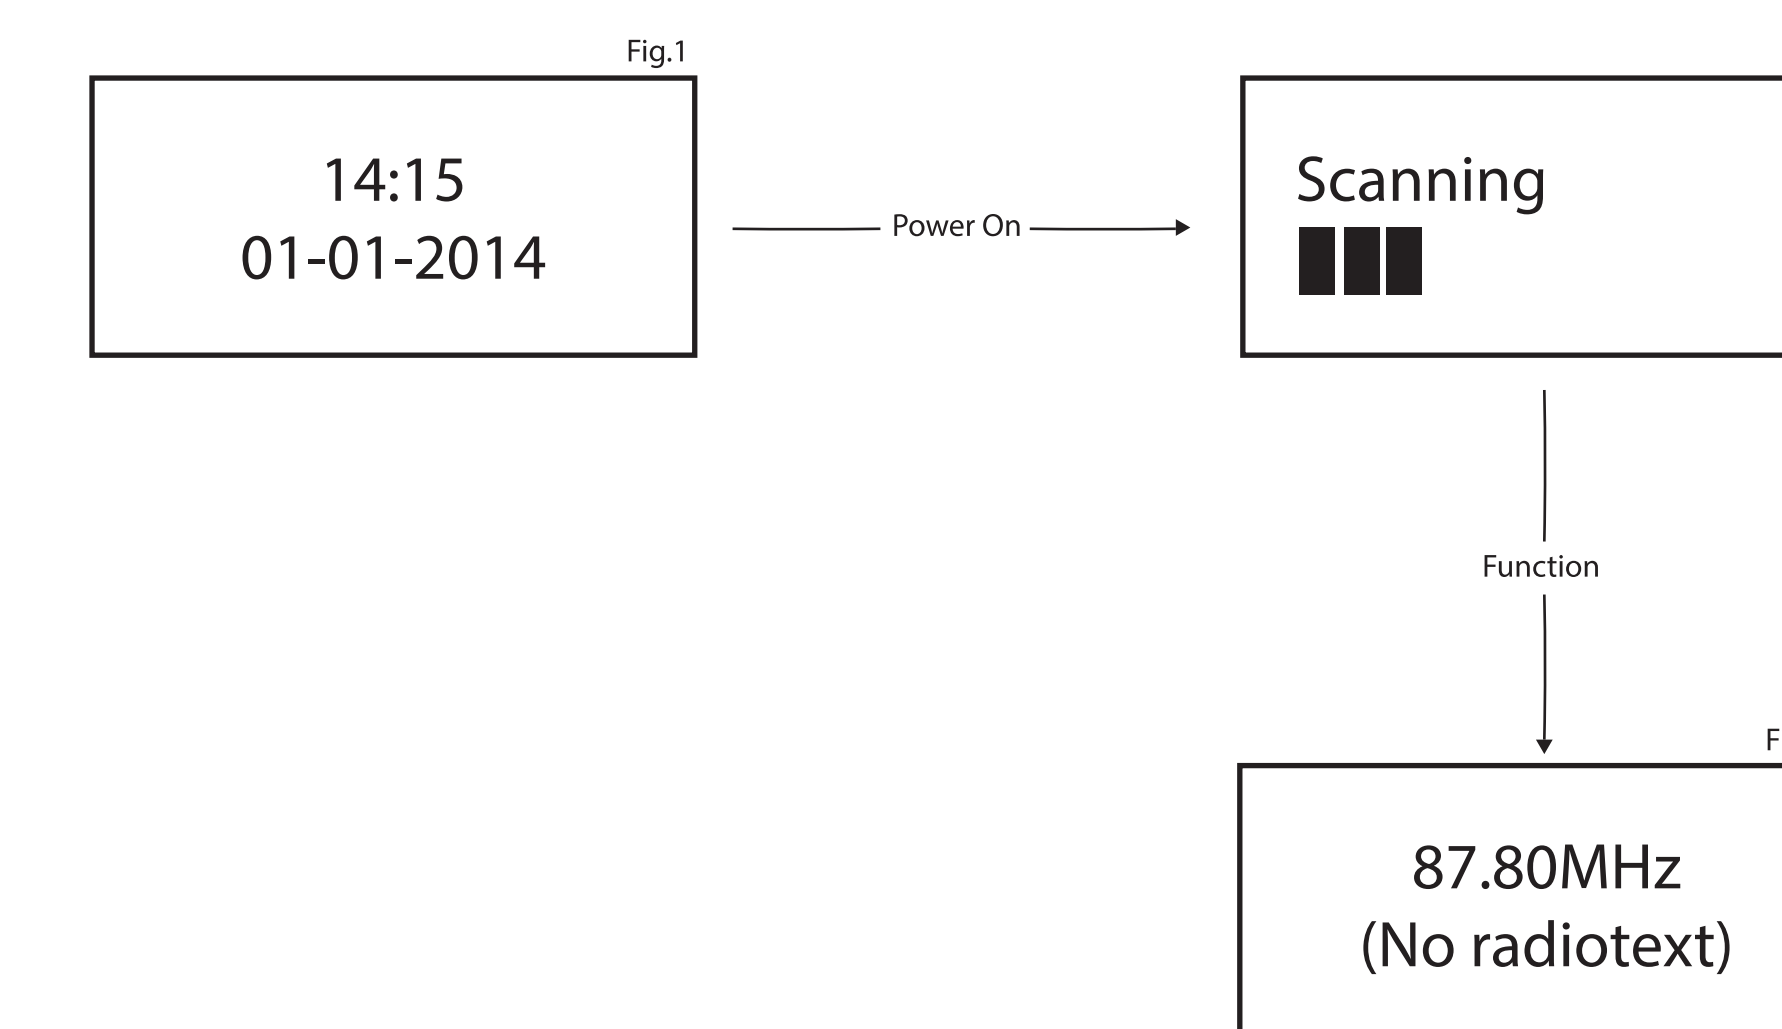 Fig.1
14:15
01-01-2014
Power On
Scanning
Function
F
87.80MHz
(No radiotext)